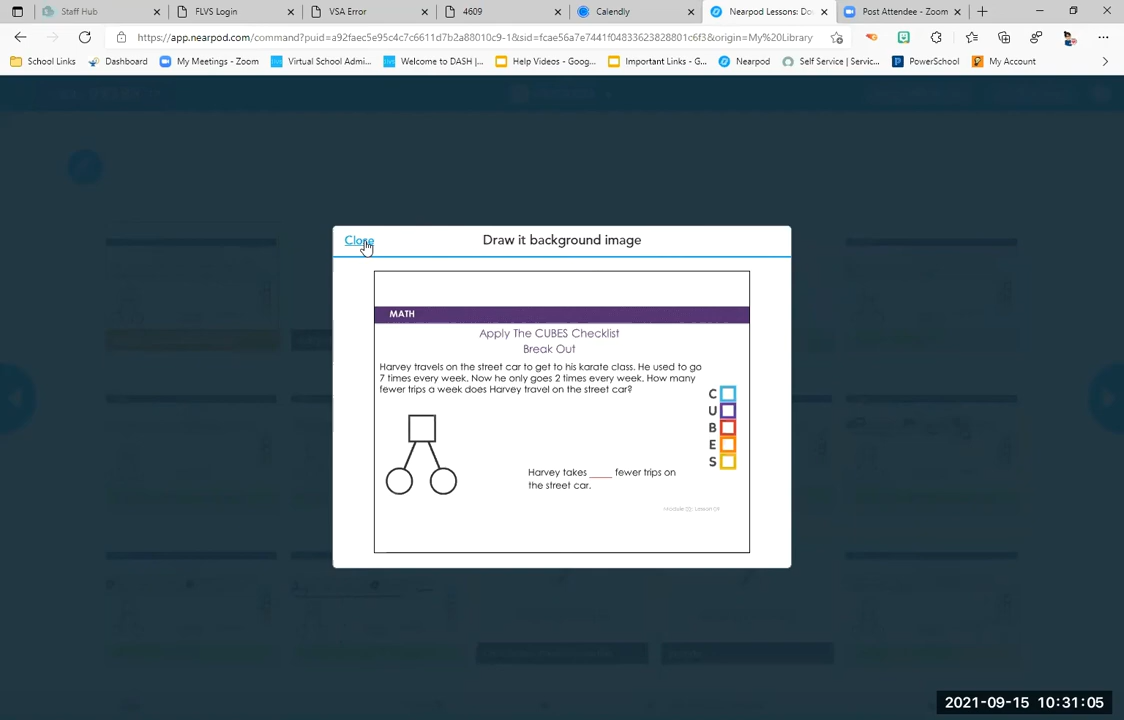 Staff Hub
FLVS Login
VSA Error
4609
Calendly
Nearpod Lessons: Do
Post Attendee - Zoom
https://app.nearpod.com/command?puid=a92faec5e95c4c7c6611d7b2a88010c9-1&sid=fcae56a7e7441f04833623828801c6f3&origin=My%20Library
School Links
Dashboard
My Meetings - Zoom
Virtual School Admi...
Welcome to DASH |...
Help Videos - Goog...
Important Links - G...
Nearpod
Self Service | Servic...
PowerSchool
My Account
Close
Draw it background image
MATH
Apply The CUBES Checklist
Break Out
Harvey travels on the street car to get to his karate class. He used to go
7 times every week. Now he only goes 2 times every week. How many
fewer trips a week does Harvey travel on the street car?
C
U
B
E
S
Harvey takes ____ fewer trips on
the street car.
2021-09-15 10:31:05